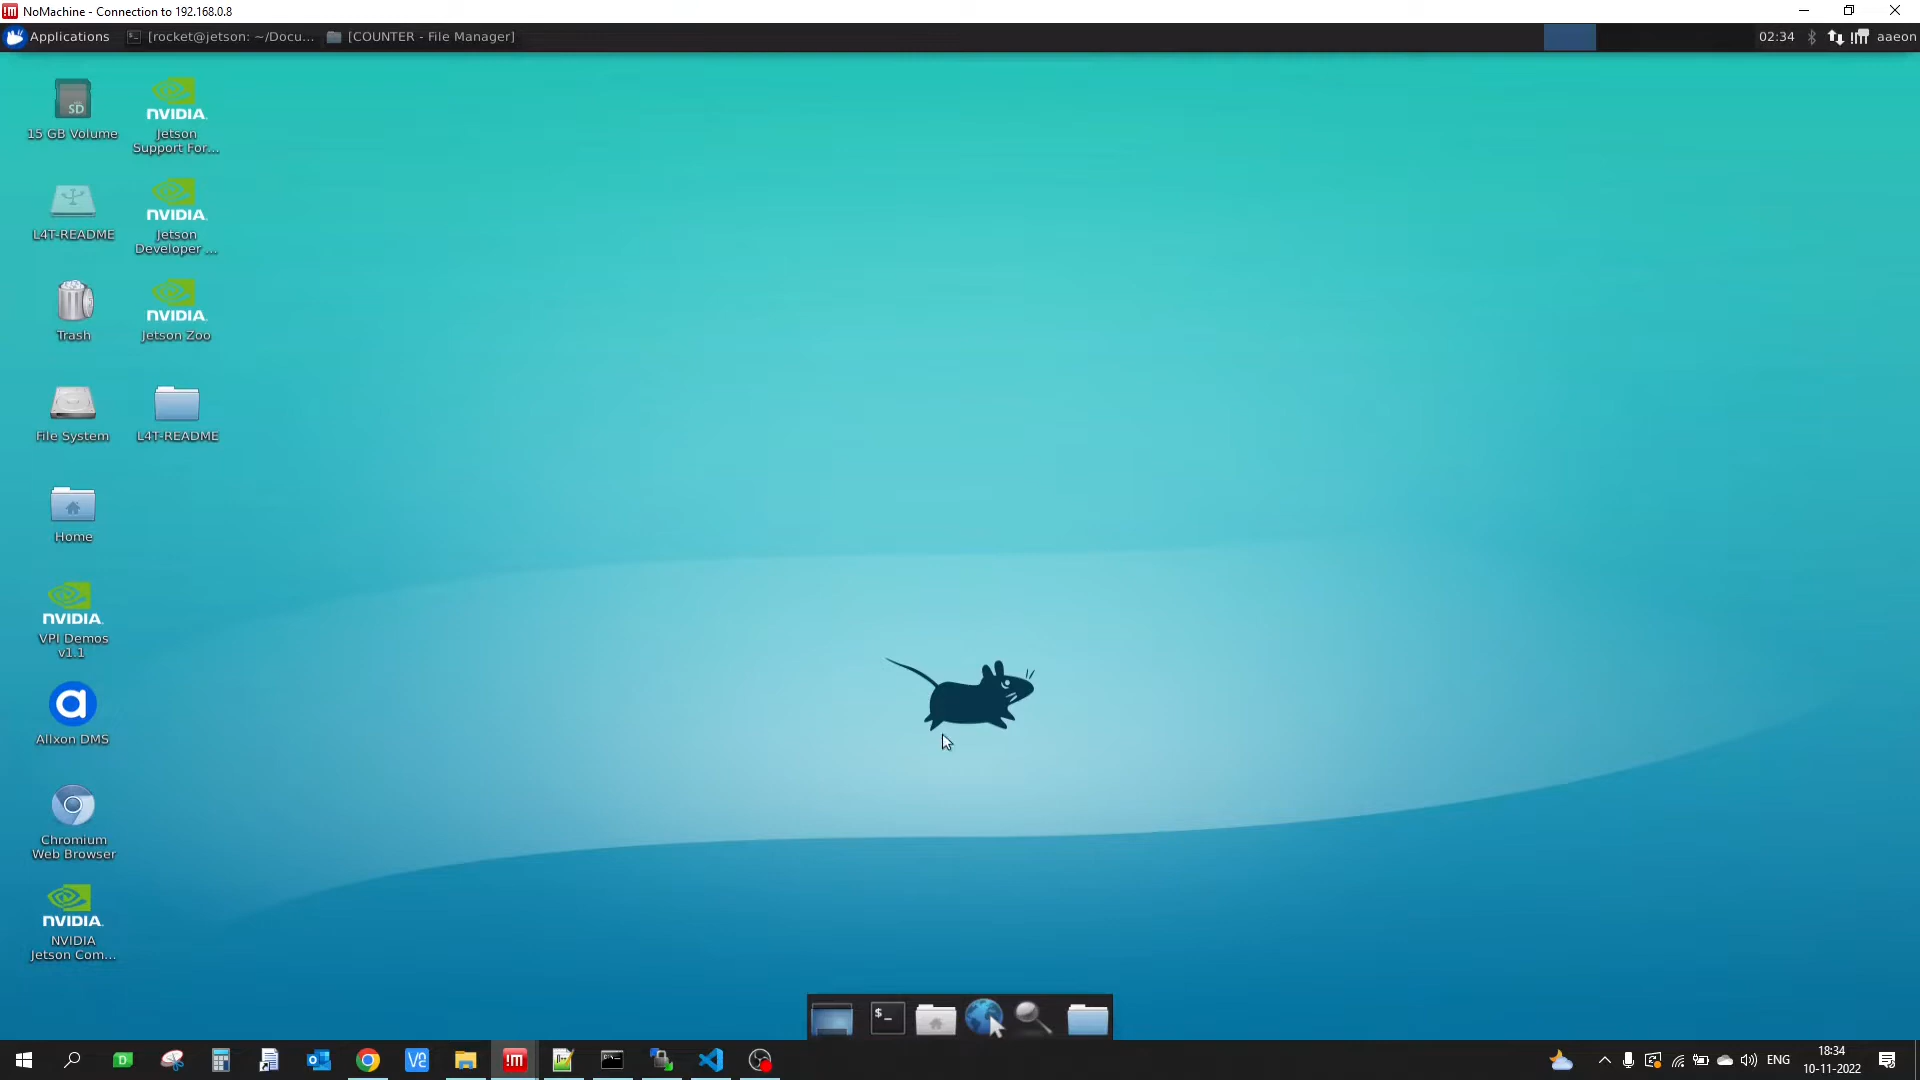 NoMachine - Connection to 192.168.0.8
Applications
[rocket@jetson: ~/Docu...
[COUNTER - File Manager]
02:34
aaeon
SD
15 GB Volume
NVIDIA.
Jetson
Support For...
L4T-README
NVIDIA.
Jetson
Developer ...
Trash
NVIDIA.
Jetson Zoo
File System
L4T-README
Home
NVIDIA.
VPI Demos
v1.1
a
Allxon DMS
Chromium
Web Browser
NVIDIA.
NVIDIA
Jetson Com...
$_
D
VE
!M
ENG
18:34
10-11-2022